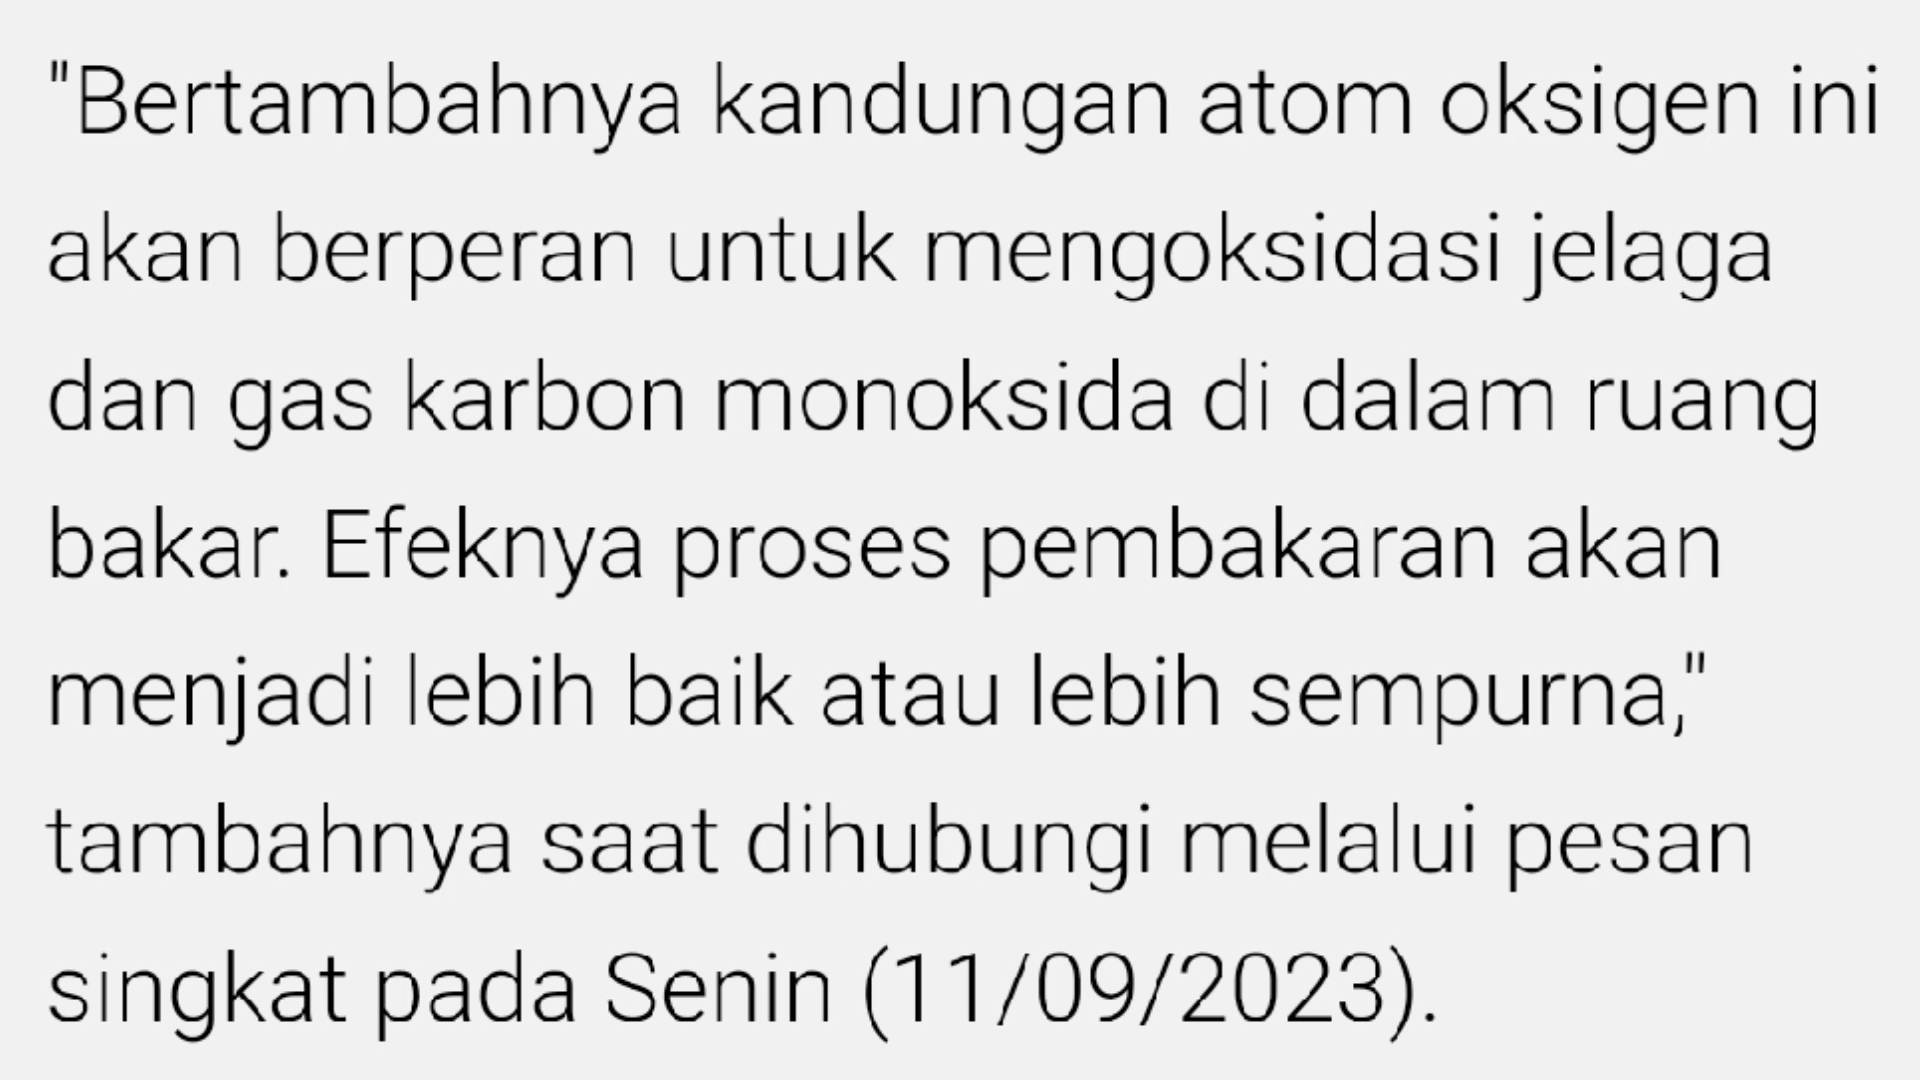 "Bertambahnya kandungan atom oksigen ini
akan berperan untuk mengoksidasi jelaga
dan gas karbon monoksida di dalam ruang
bakar. Efeknya proses pembakaran akan
menjadi lebih baik atau lebih sempurna,"
tambahnya saat dihubungi melalui pesan
singkat pada Senin (11/09/2023).